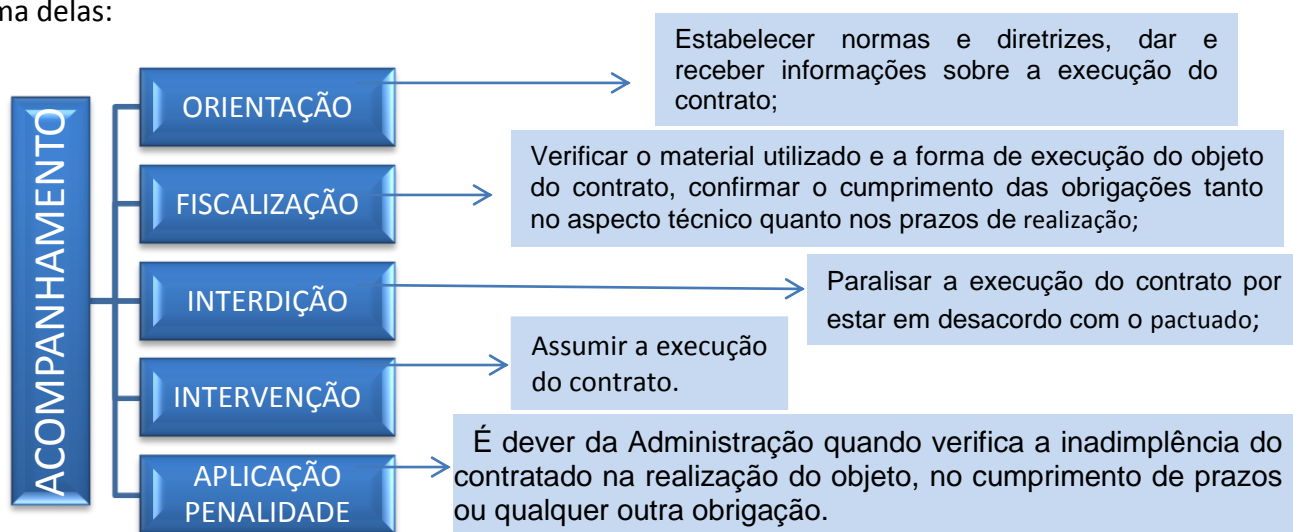 ma delas:
ACOMPANHAMENTO
ORIENTAÇÃO
Estabelecer normas e diretrizes, dar e
receber informações sobre a execução do
contrato;
FISCALIZAÇÃO
Verificar o material utilizado e a forma de execução do objeto
do contrato, confirmar o cumprimento das obrigações tanto
no aspecto técnico quanto nos prazos de realização;
INTERDIÇÃO
Paralisar a execução do contrato por
estar em desacordo com o pactuado;
INTERVENÇÃO
Assumir a execução
do contrato.
APLICAÇÃO
PENALIDADE
É dever da Administração quando verifica a inadimplência do
contratado na realização do objeto, no cumprimento de prazos
ou qualquer outra obrigação.